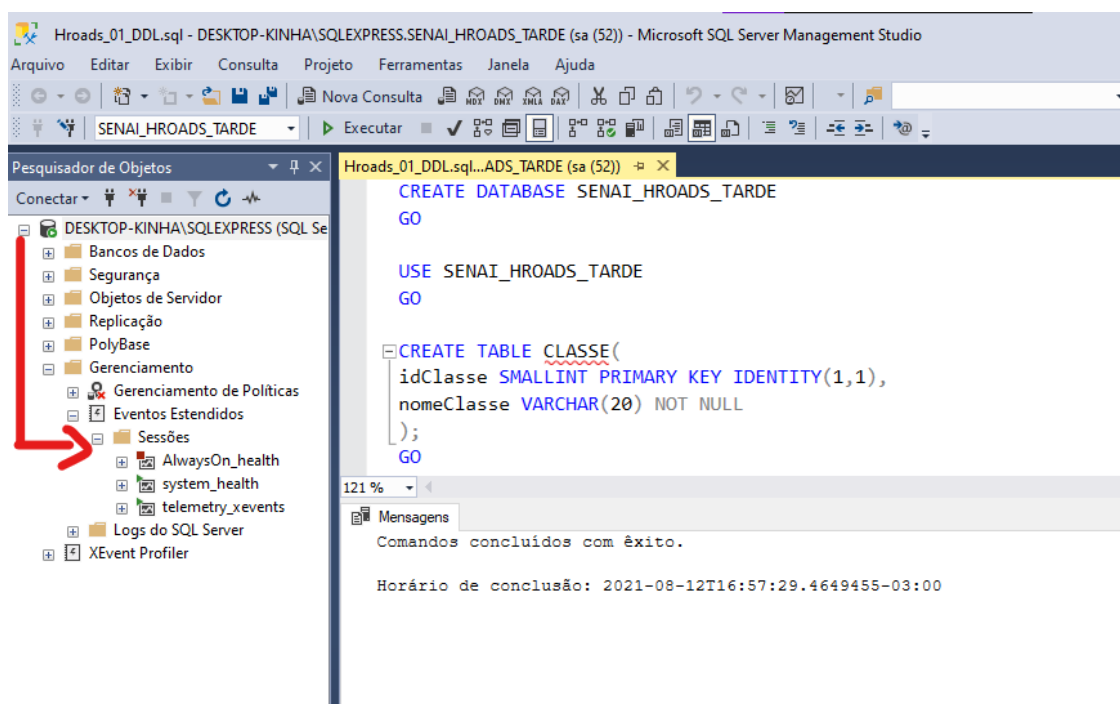 Hroads_01_DDL.sql - DESKTOP-KINHA\SQLEXPRESS.SENAI_HROADS_TARDE (sa (52)) - Microsoft SQL Server Management Studio
Arquivo Editar Exibir Consulta Projeto Ferramentas Janela Ajuda
Nova Consulta MDX DMX XMLA DAX
SENAI_HROADS_TARDE Executar
Pesquisador de Objetos
Hroads_01_DDL.sql...ADS_TARDE (sa (52))
Conectar
DESKTOP-KINHA\SQLEXPRESS (SQL Se
Bancos de Dados
Segurança
Objetos de Servidor
Replicação
PolyBase
Gerenciamento
Gerenciamento de Políticas
Eventos Estendidos
Sessões
AlwaysOn_health
system_health
telemetry_xevents
Logs do SQL Server
XEvent Profiler
CREATE DATABASE SENAI_HROADS_TARDE
GO
USE SENAI_HROADS_TARDE
GO
CREATE TABLE CLASSE(
idClasse SMALLINT PRIMARY KEY IDENTITY(1,1),
nomeClasse VARCHAR(20) NOT NULL
);
GO
121 %
Mensagens
Comandos concluídos com êxito.
Horário de conclusão: 2021-08-12T16:57:29.4649455-03:00